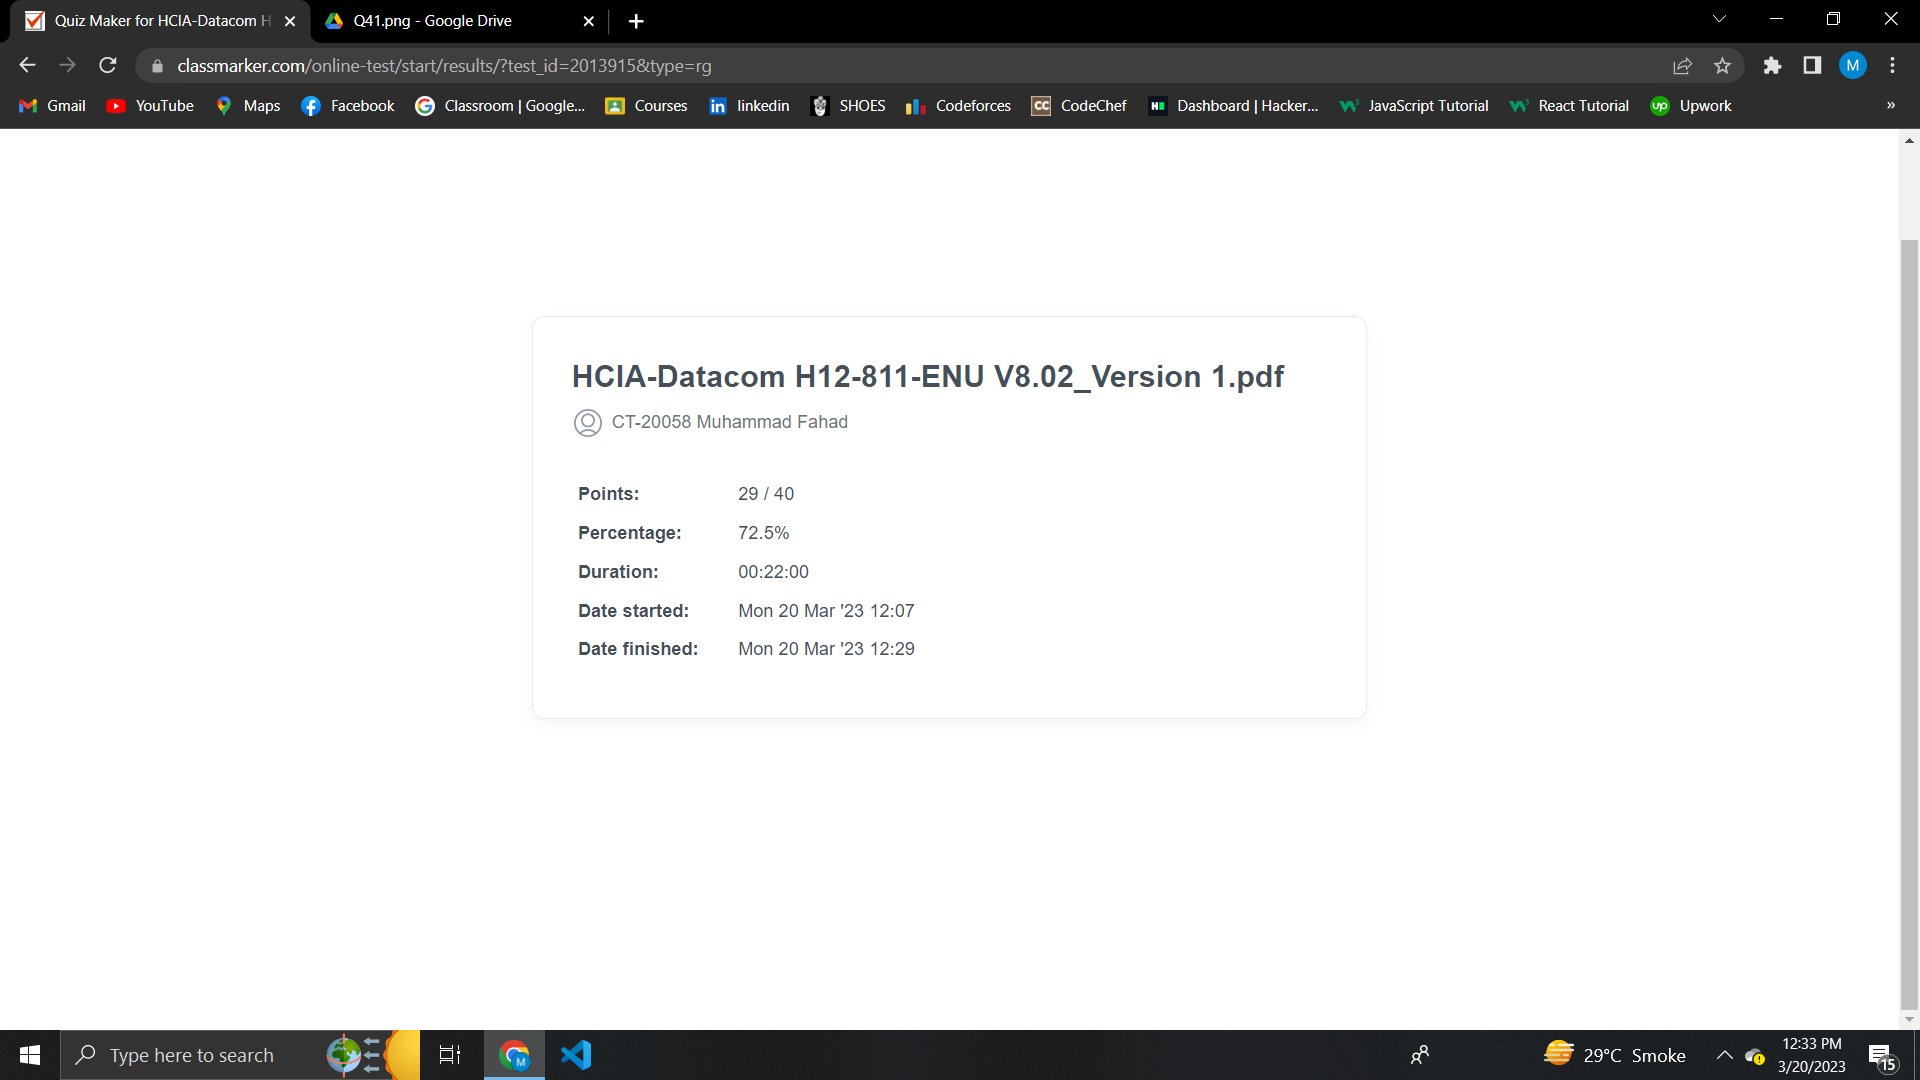 Quiz Maker for HCIA-Datacom H
Q41.png - Google Drive
classmarker.com/online-test/start/results/?test_id=2013915&type=rg
M
Gmail
YouTube
Maps
Facebook
Classroom | Google...
Courses
linkedin
SHOES
Codeforces
CodeChef
Dashboard | Hacker...
JavaScript Tutorial
React Tutorial
Upwork
»
HCIA-Datacom H12-811-ENU V8.02_Version 1.pdf
CT-20058 Muhammad Fahad
Points: 29 / 40
Percentage: 72.5%
Duration: 00:22:00
Date started: Mon 20 Mar '23 12:07
Date finished: Mon 20 Mar '23 12:29
Type here to search
29°C Smoke
12:33 PM
3/20/2023
15